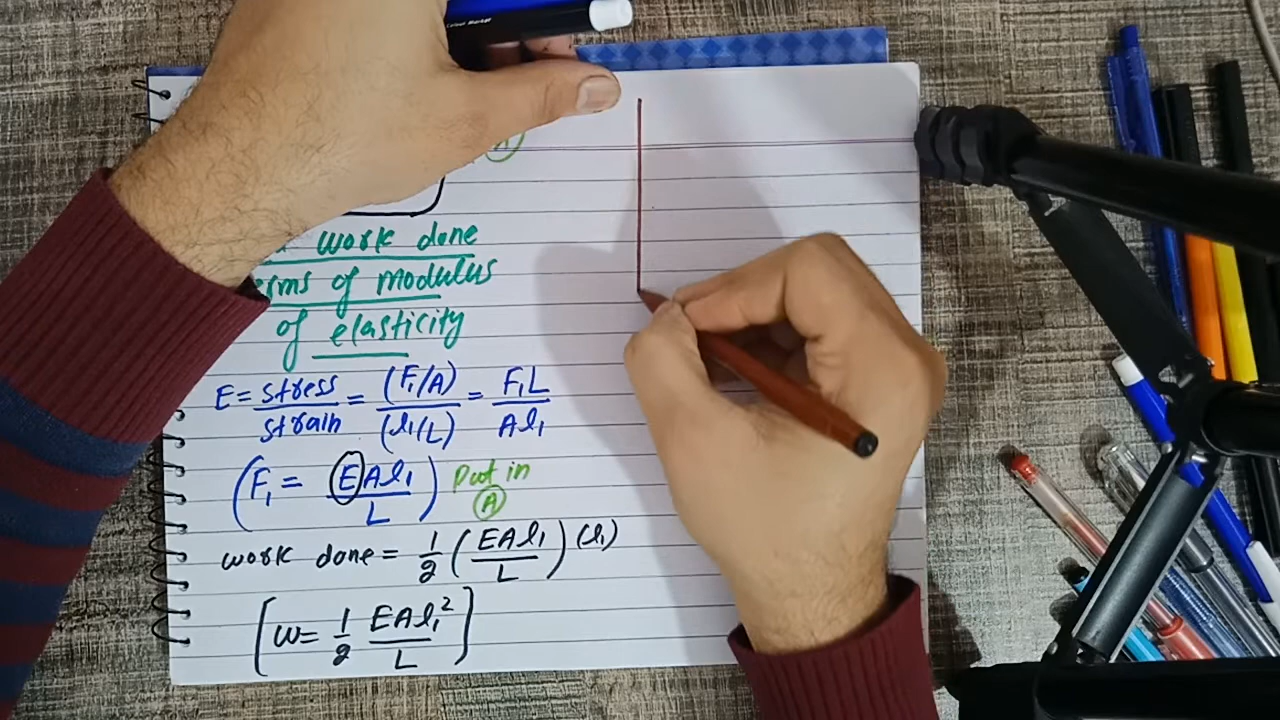 A
work done
of modulus
of elasticity
E = stress/strain = (F₁/A)/(l₁/L) = F₁L/Al₁
(F₁ = EAl₁/L) Put in
A
work done = 1/2 (EAl₁/L) (l₁)
[W = 1/2 EAl₁²/L]